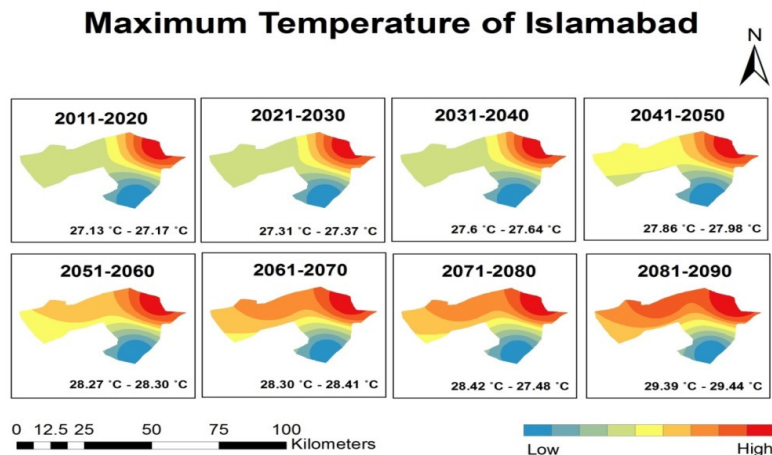 Maximum Temperature of Islamabad
N
2011-2020
27.13 °C - 27.17 °C
2021-2030
27.31 °C - 27.37 °C
2031-2040
27.6 °C - 27.64 °C
2041-2050
27.86 °C - 27.98 °C
2051-2060
28.27 °C - 28.30 °C
2061-2070
28.30 °C - 28.41 °C
2071-2080
28.42 °C - 27.48 °C
2081-2090
29.39 °C - 29.44 °C
0 12.5 25 50 75 100
Kilometers
Low High